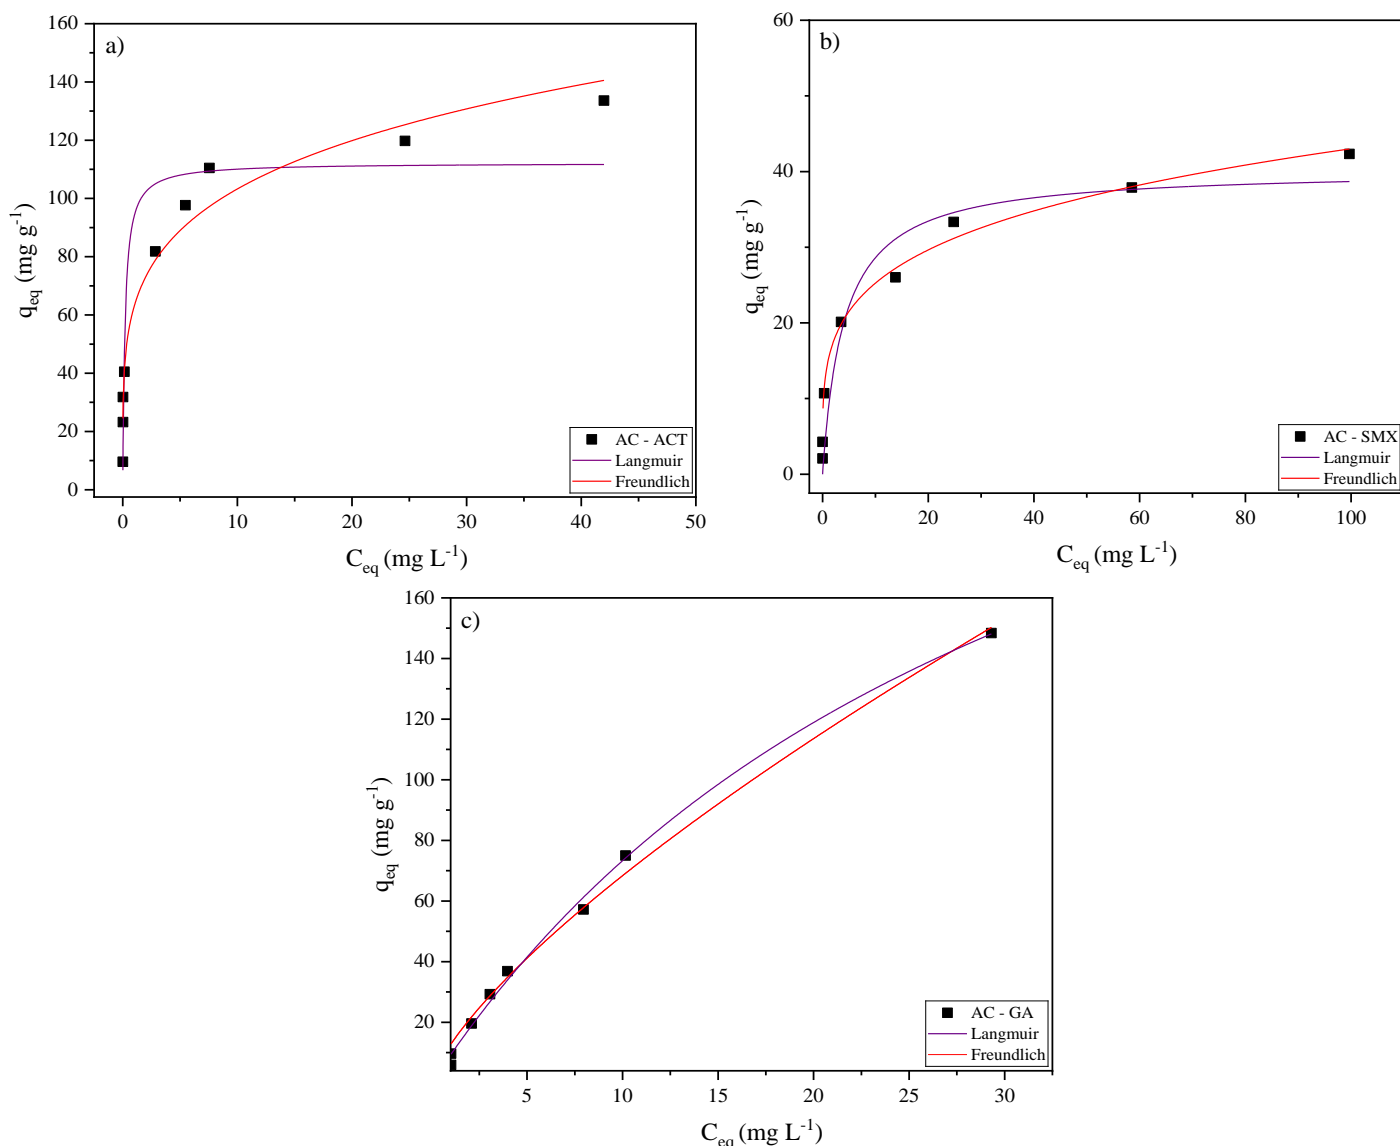 a)
160
140
120
100
80
60
40
20
0
q_eq (mg g^-1)
0 10 20 30 40 50
C_eq (mg L^-1)
AC - ACT
Langmuir
Freundlich
b)
60
40
20
0
q_eq (mg g^-1)
0 20 40 60 80 100
C_eq (mg L^-1)
AC - SMX
Langmuir
Freundlich
c)
160
140
120
100
80
60
40
20
q_eq (mg g^-1)
5 10 15 20 25 30
C_eq (mg L^-1)
AC - GA
Langmuir
Freundlich